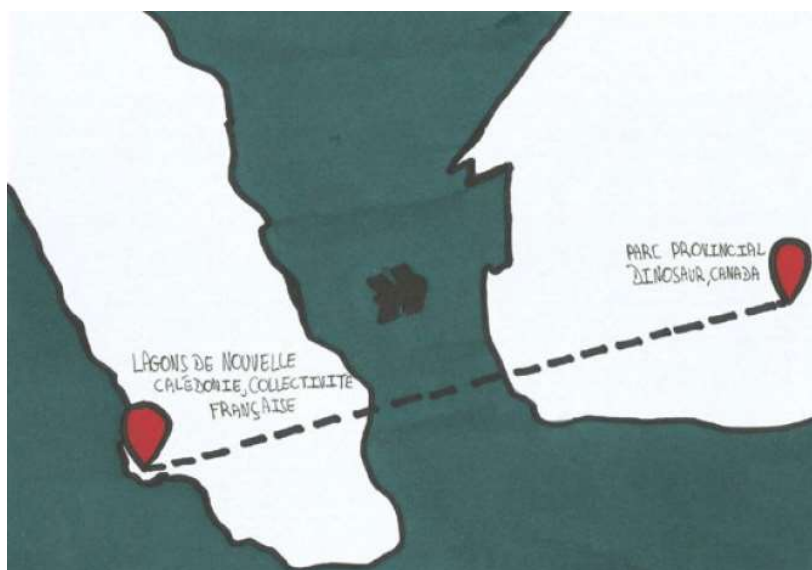 PARC PROVINCIAL
DINOSAUR, CANADA
LAGONS DE NOUVELLE
CALÉDONIE, COLLECTIVITE
FRANÇAISE